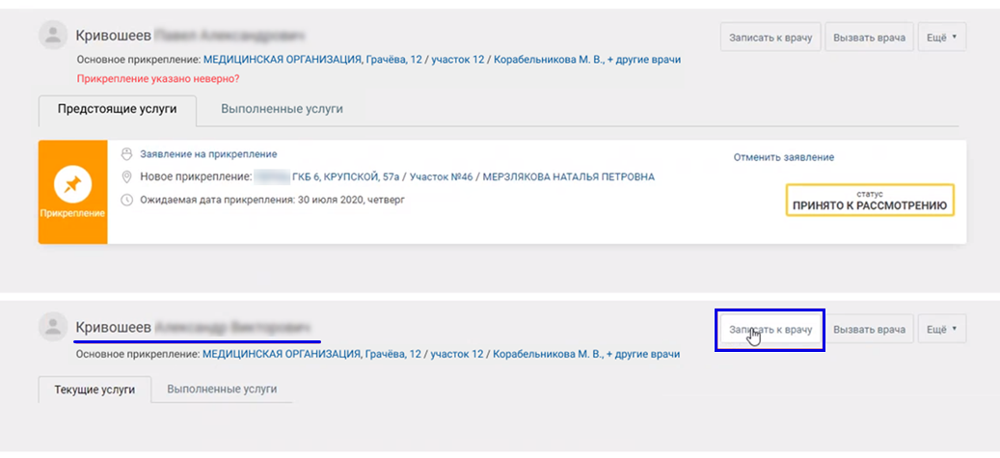 Кривошеев
Записать к врачу Вызвать врача Ещё
Основное прикрепление: МЕДИЦИНСКАЯ ОРГАНИЗАЦИЯ, Грачёва, 12 / участок 12 / Корабельникова М. В., + другие врачи
Прикрепление указано неверно?
Предстоящие услуги Выполненные услуги
Прикрепление
Заявление на прикрепление
Новое прикрепление: ГКБ 6, КРУПСКОЙ, 57а / Участок №46 / МЕРЗЛЯКОВА НАТАЛЬЯ ПЕТРОВНА
Ожидаемая дата прикрепления: 30 июля 2020, четверг
Отменить заявление
статус
ПРИНЯТО К РАССМОТРЕНИЮ
Кривошеев
Записать к врачу Вызвать врача Ещё
Основное прикрепление: МЕДИЦИНСКАЯ ОРГАНИЗАЦИЯ, Грачёва, 12 / участок 12 / Корабельникова М. В., + другие врачи
Текущие услуги Выполненные услуги